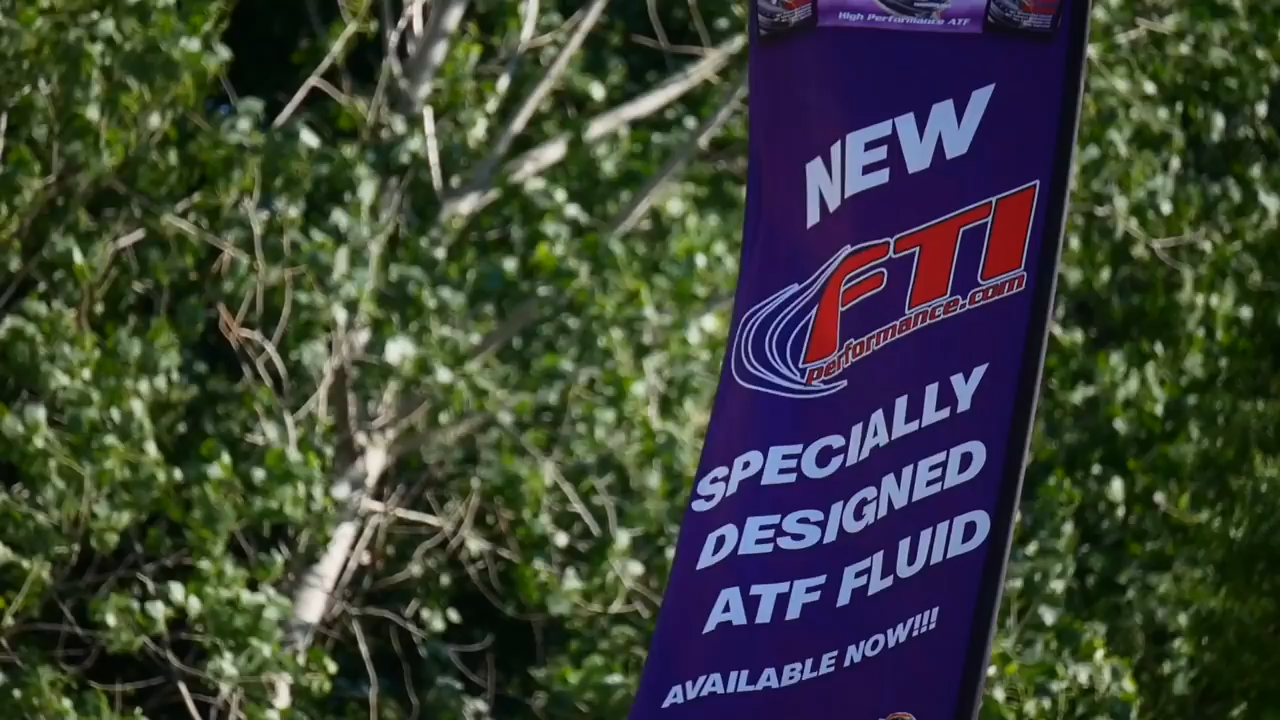 High Performance ATF
NEW
FTI
performance.com
SPECIALLY
DESIGNED
ATF FLUID
AVAILABLE NOW!!!